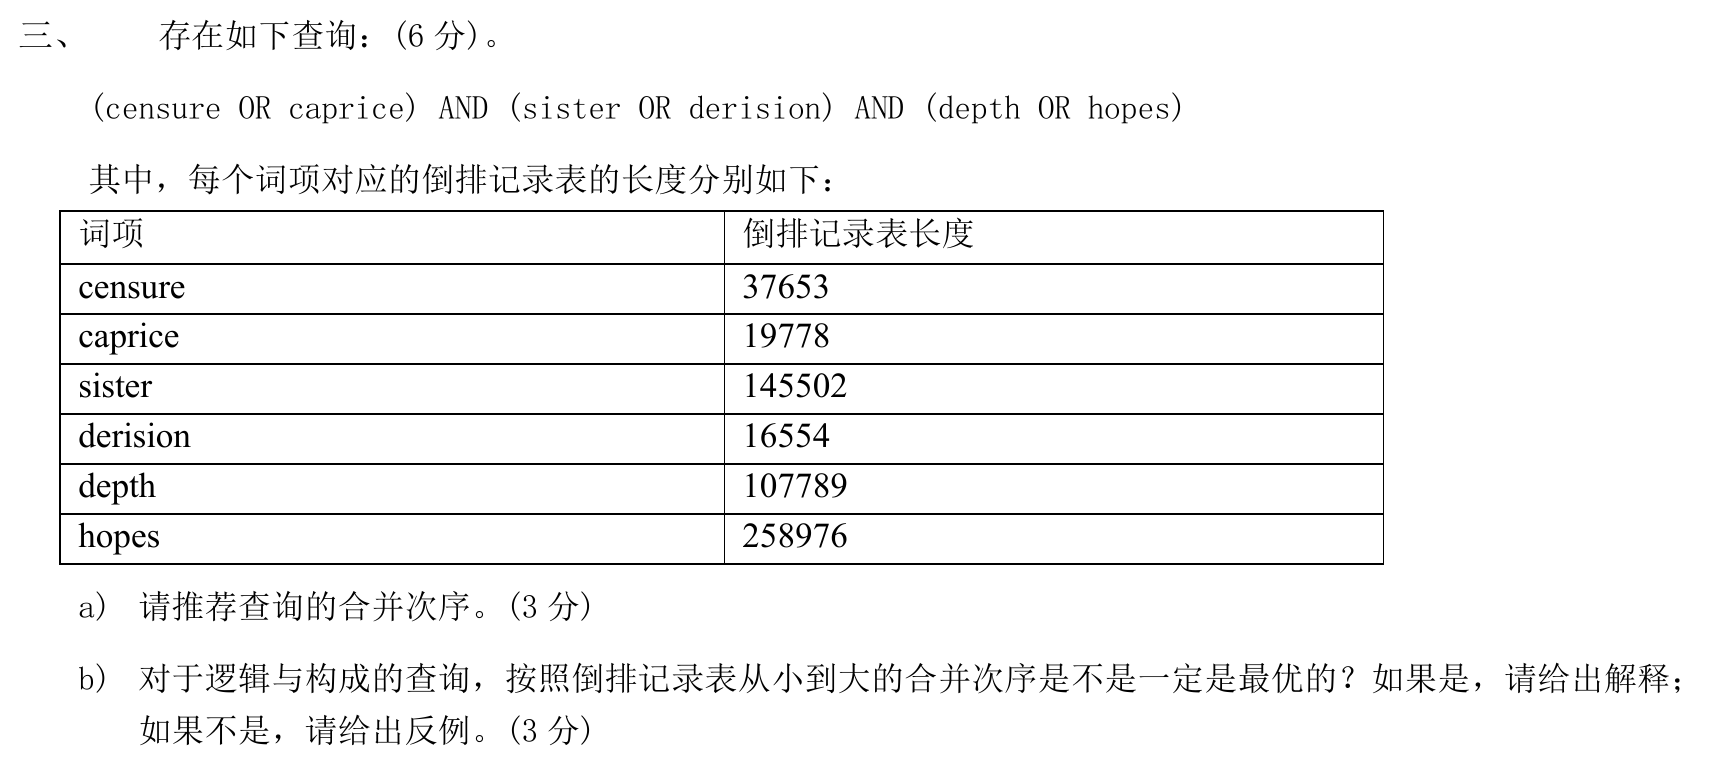 三、 存在如下查询：(6 分)。
(censure OR caprice) AND (sister OR derision) AND (depth OR hopes)
其中，每个词项对应的倒排记录表的长度分别如下：
词项 倒排记录表长度
censure 37653
caprice 19778
sister 145502
derision 16554
depth 107789
hopes 258976
a) 请推荐查询的合并次序。(3 分)
b) 对于逻辑与构成的查询，按照倒排记录表从小到大的合并次序是不是一定是最优的？如果是，请给出解释；
如果不是，请给出反例。(3 分)